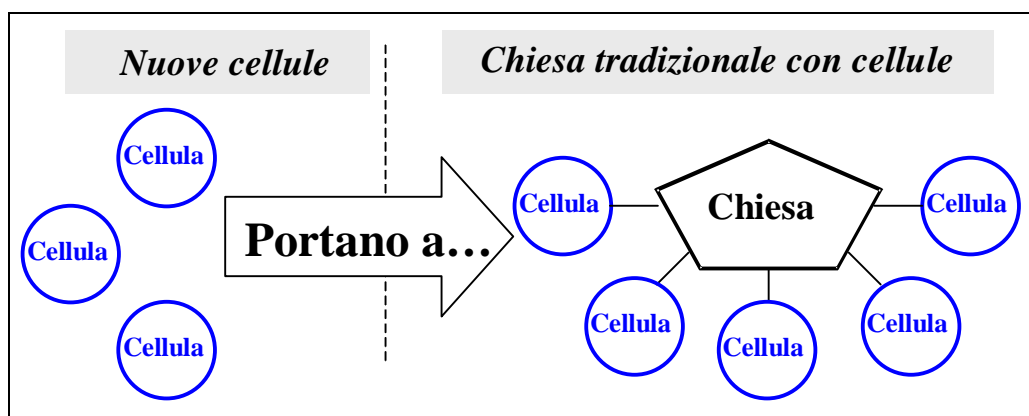 Nuove cellule
Cellula
Cellula
Cellula
Portano a…
Chiesa tradizionale con cellule
Cellula
Chiesa
Cellula
Cellula
Cellula
Cellula